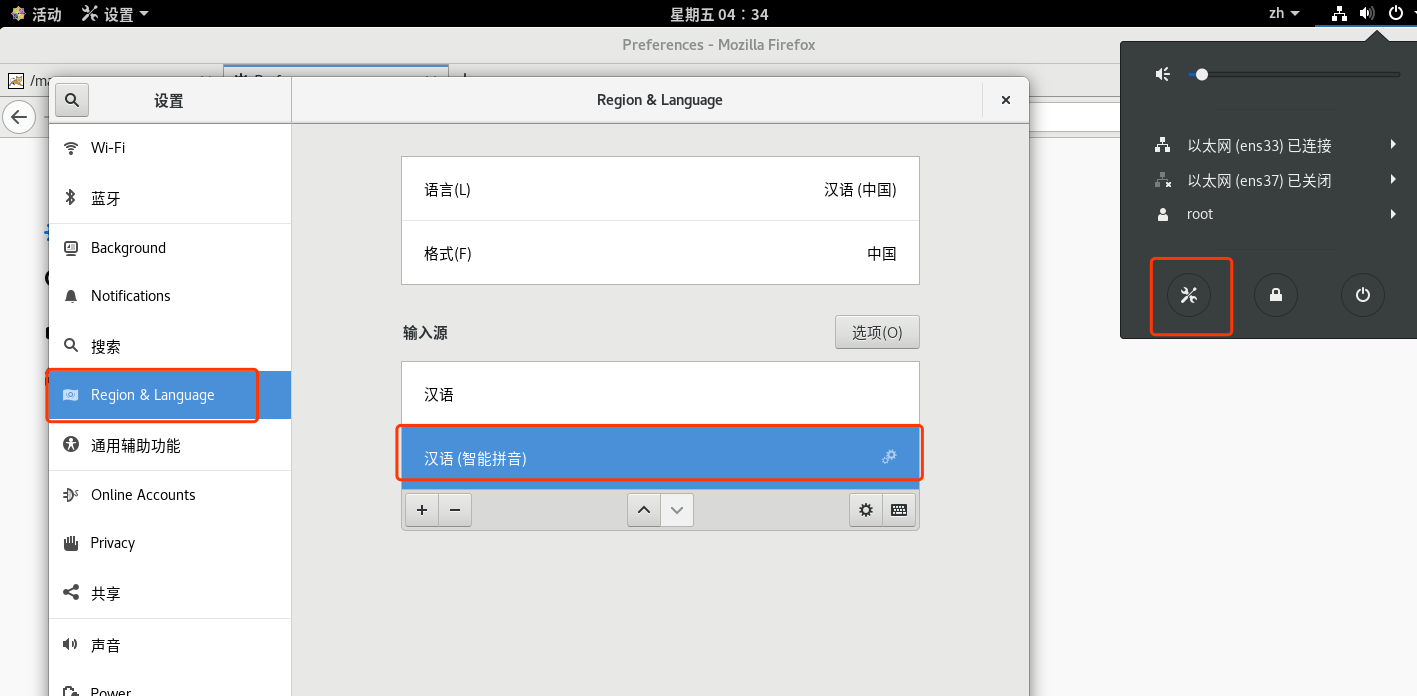 活动 设置 星期五 04：34 zh
Preferences - Mozilla Firefox
设置 Region & Language
Wi-Fi
蓝牙
Background
Notifications
搜索
Region & Language
通用辅助功能
Online Accounts
Privacy
共享
声音
Power
语言(L) 汉语 (中国)
格式(F) 中国
输入源 选项(O)
汉语
汉语 (智能拼音)
以太网 (ens33) 已连接
以太网 (ens37) 已关闭
root